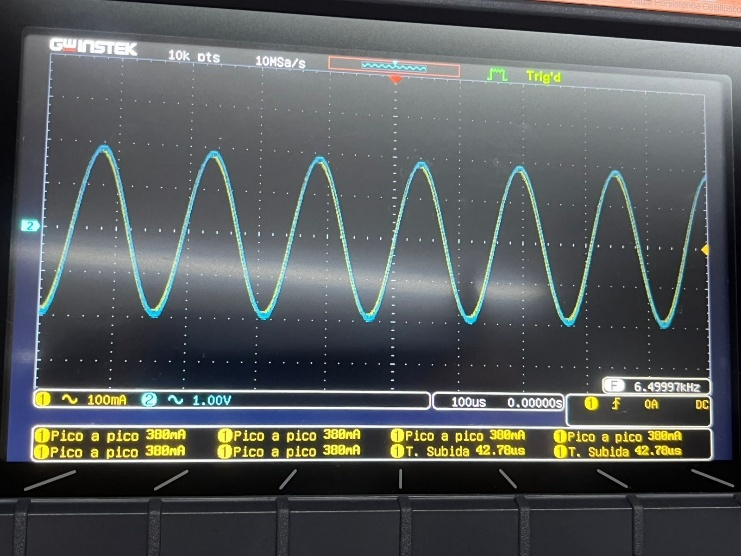 GWINSTEK 10k pts 10MSa/s Trig'd
2
F 6.49997kHz
1 100mA 2 1.00V 100us 0.00000s 1 0A DC
1 Pico a pico 380mA 1 Pico a pico 380mA 1 Pico a pico 380mA 1 Pico a pico 380mA
1 Pico a pico 380mA 1 Pico a pico 380mA 1 T. Subida 42.78us 1 T. Subida 42.78us